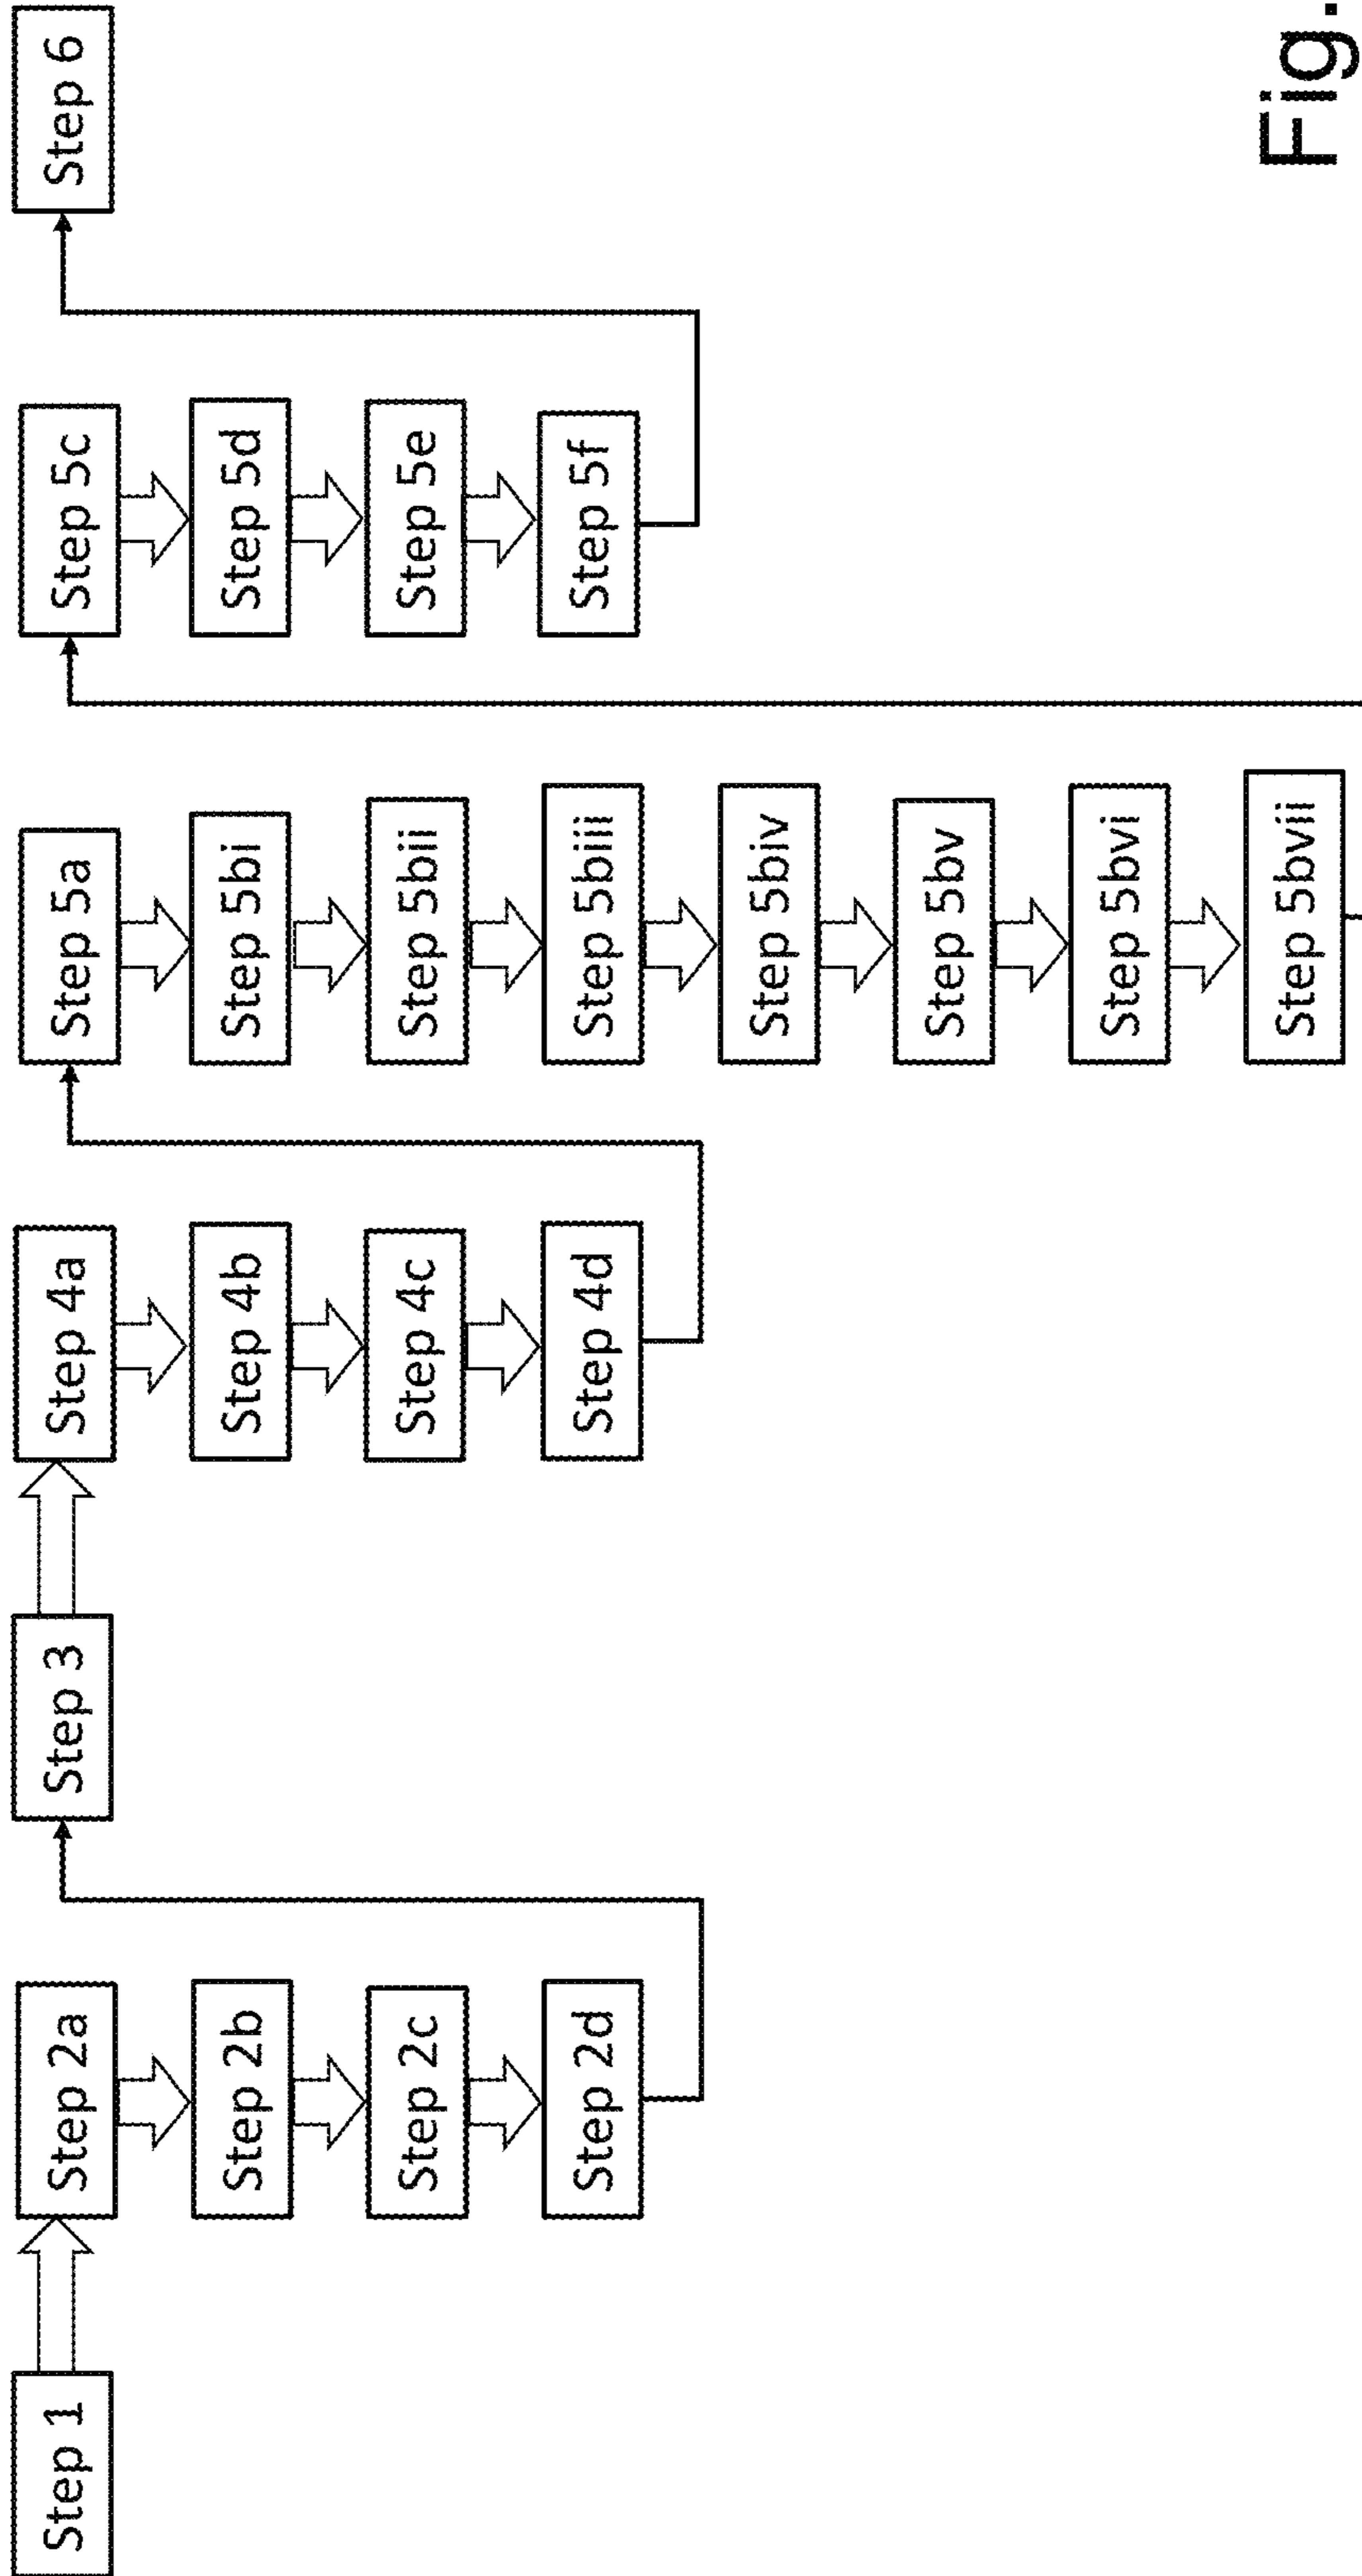 Step 1
Step 2a
Step 2b
Step 2c
Step 2d
Step 3
Step 4a
Step 4b
Step 4c
Step 4d
Step 5a
Step 5bi
Step 5bii
Step 5biii
Step 5biv
Step 5bv
Step 5bvi
Step 5bvii
Step 5c
Step 5d
Step 5e
Step 5f
Step 6
Fig.